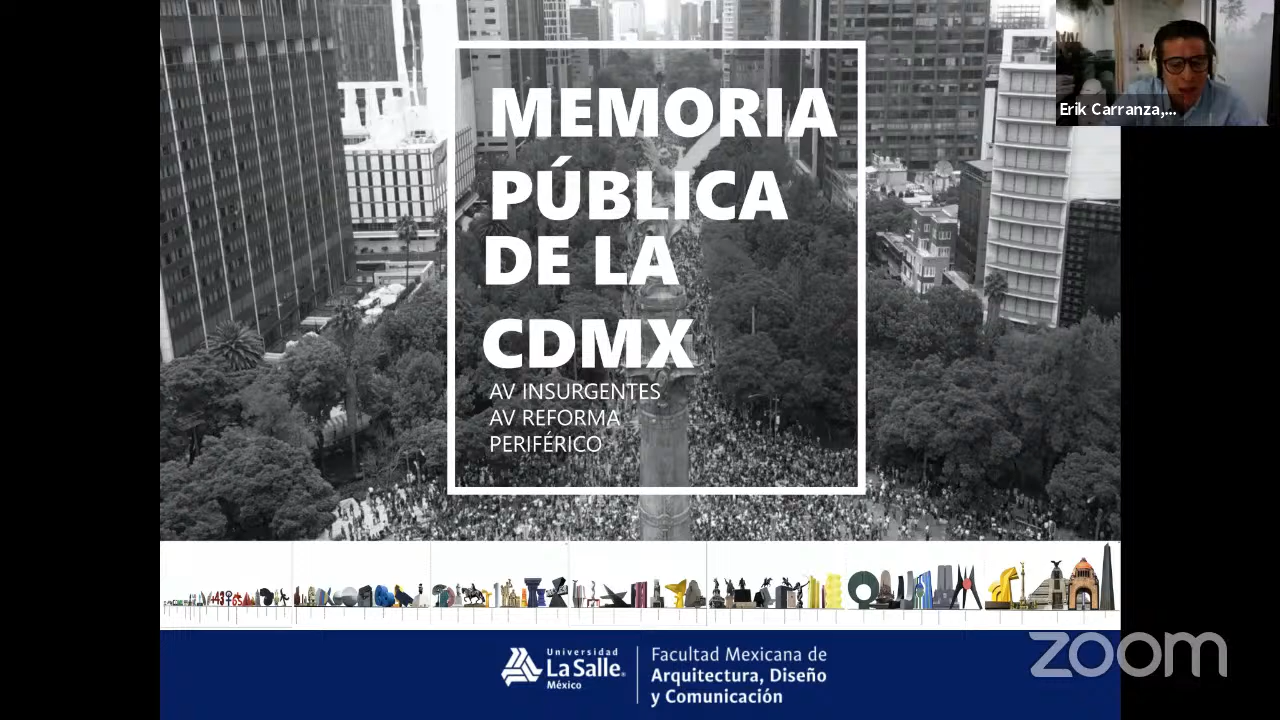 Erik Carranza,...
MEMORIA
PÚBLICA
DE LA
CDMX
AV INSURGENTES
AV REFORMA
PERIFÉRICO
Universidad
La Salle®
México
Facultad Mexicana de
Arquitectura, Diseño
y Comunicación
zoom